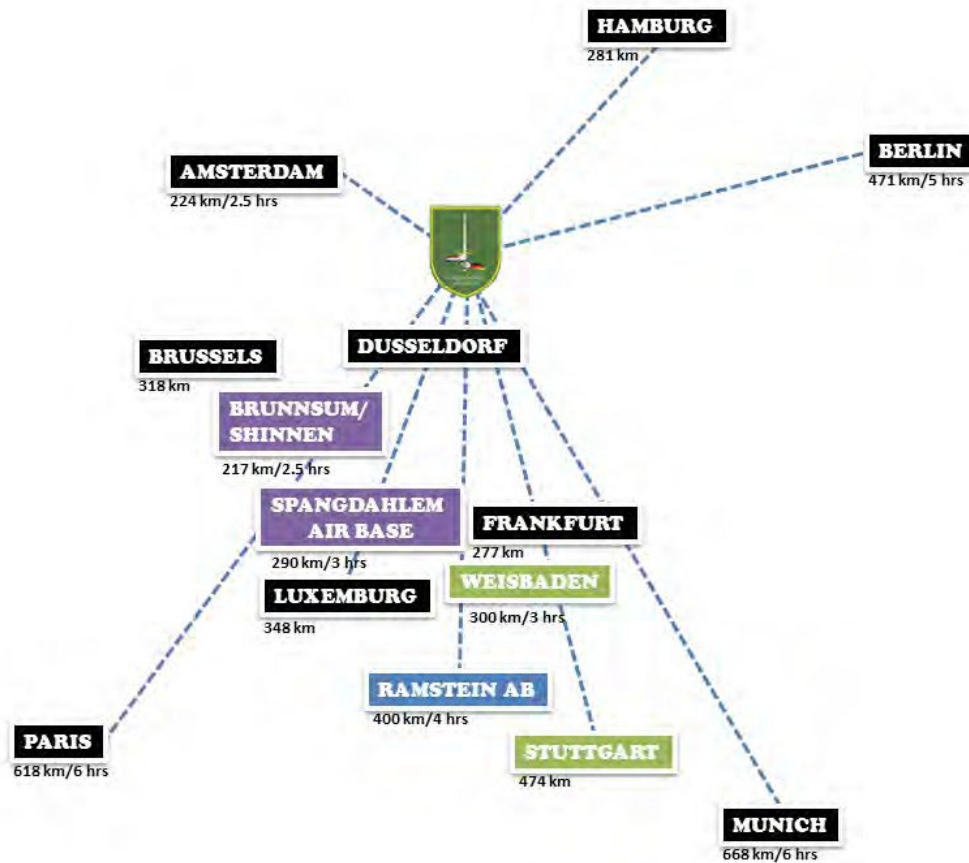 HAMBURG
281 km
BERLIN
471 km/5 hrs
AMSTERDAM
224 km/2.5 hrs
DUSSELDORF
BRUSSELS
318 km
BRUNNSUM/
SHINNEN
217 km/2.5 hrs
SPANGDAHLEM
AIR BASE
290 km/3 hrs
FRANKFURT
277 km
WEISBADEN
300 km/3 hrs
LUXEMBURG
348 km
RAMSTEIN AB
400 km/4 hrs
PARIS
618 km/6 hrs
STUTTGART
474 km
MUNICH
668 km/6 hrs